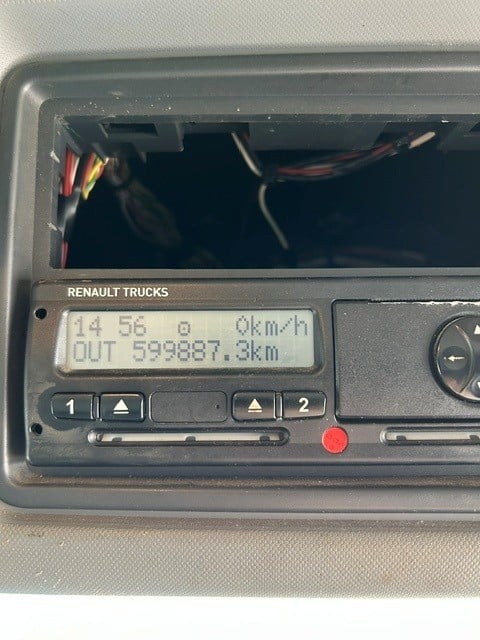 RENAULT TRUCKS
14 56 0km/h
OUT 599887.3km
1 2